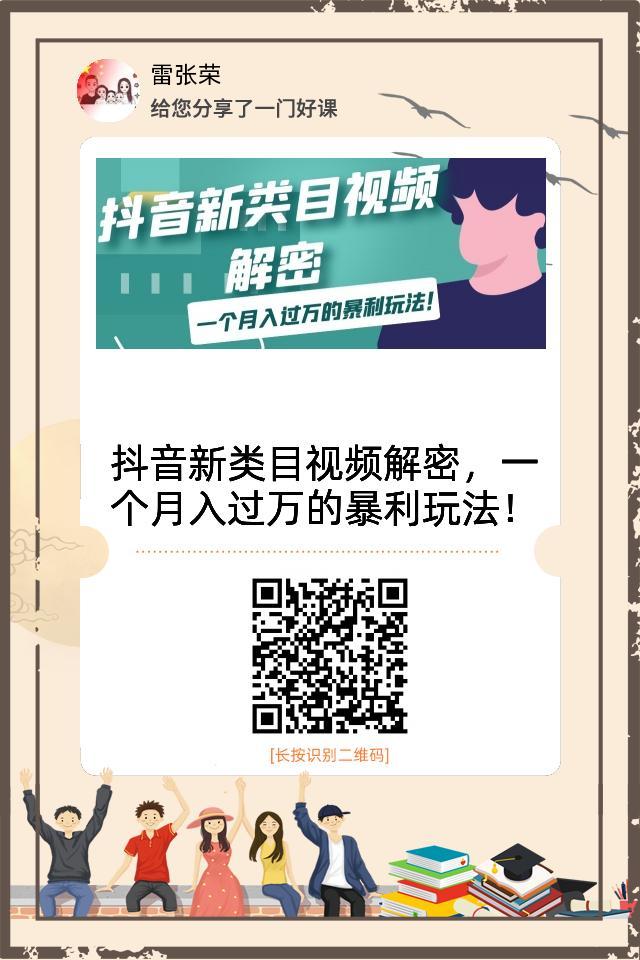 雷张荣
给您分享了一门好课
抖音新类目视频
解密
一个月入过万的暴利玩法!
抖音新类目视频解密，一
个月入过万的暴利玩法！
[长按识别二维码]